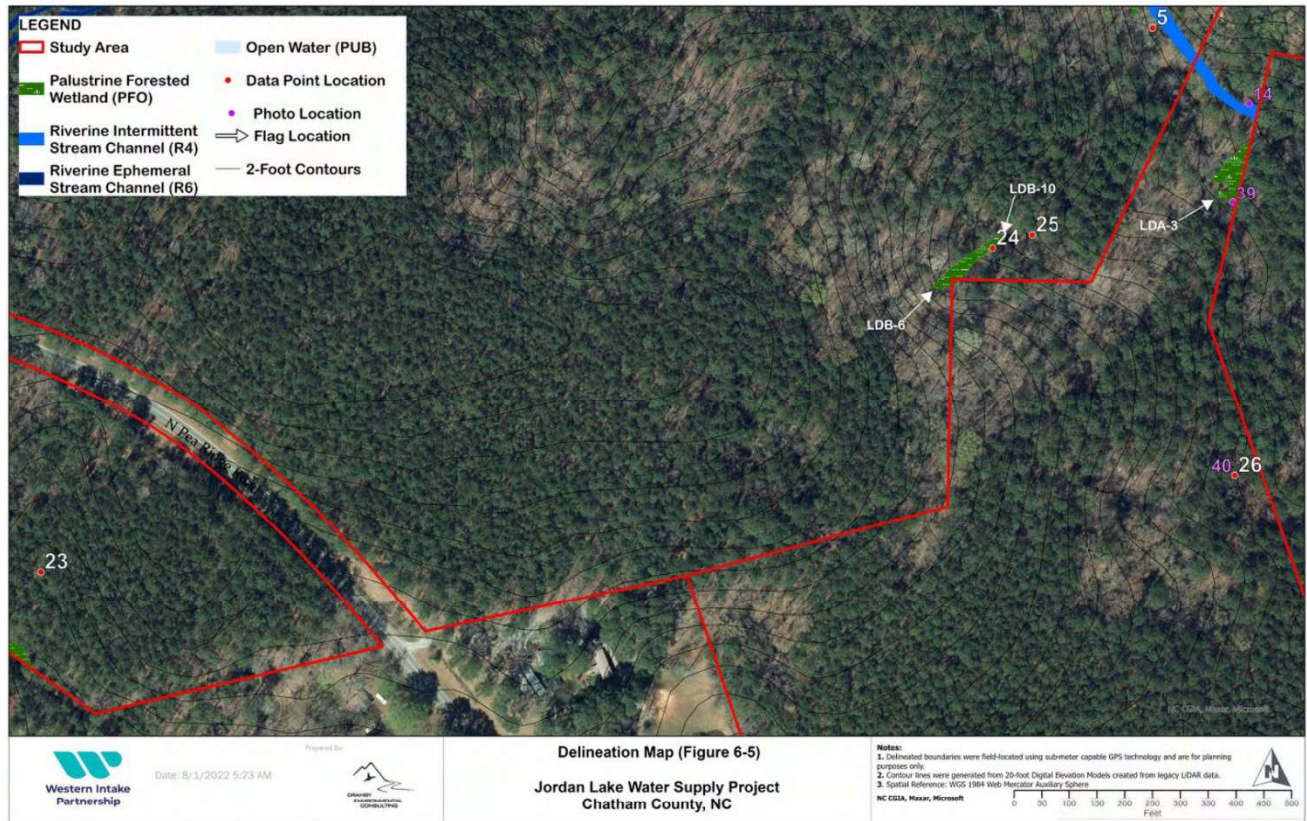 LEGEND
Study Area
Palustrine Forested
Wetland (PFO)
Riverine Intermittent
Stream Channel (R4)
Riverine Ephemeral
Stream Channel (R6)
Open Water (PUB)
Data Point Location
Photo Location
Flag Location
2-Foot Contours
5
14
39
LDA-3
LDB-10
24
25
LDB-6
40
26
N Pea Ridge
23
NC CGIA, Maxar, Microsoft
Western Intake
Partnership
Date: 8/1/2022 5:23 AM
Prepared By:
ENVIRONMENTAL
CONSULTING
Delineation Map (Figure 6-5)
Jordan Lake Water Supply Project
Chatham County, NC
Notes:
1. Delineated boundaries were field-located using sub-meter capable GPS technology and are for planning
purposes only.
2. Contour lines were generated from 20-foot Digital Elevation Models created from legacy LiDAR data.
3. Spatial Reference: WGS 1984 Web Mercator Auxiliary Sphere
NC CGIA, Maxar, Microsoft
N
0 50 100 150 200 250 300 350 400 450 500
Feet